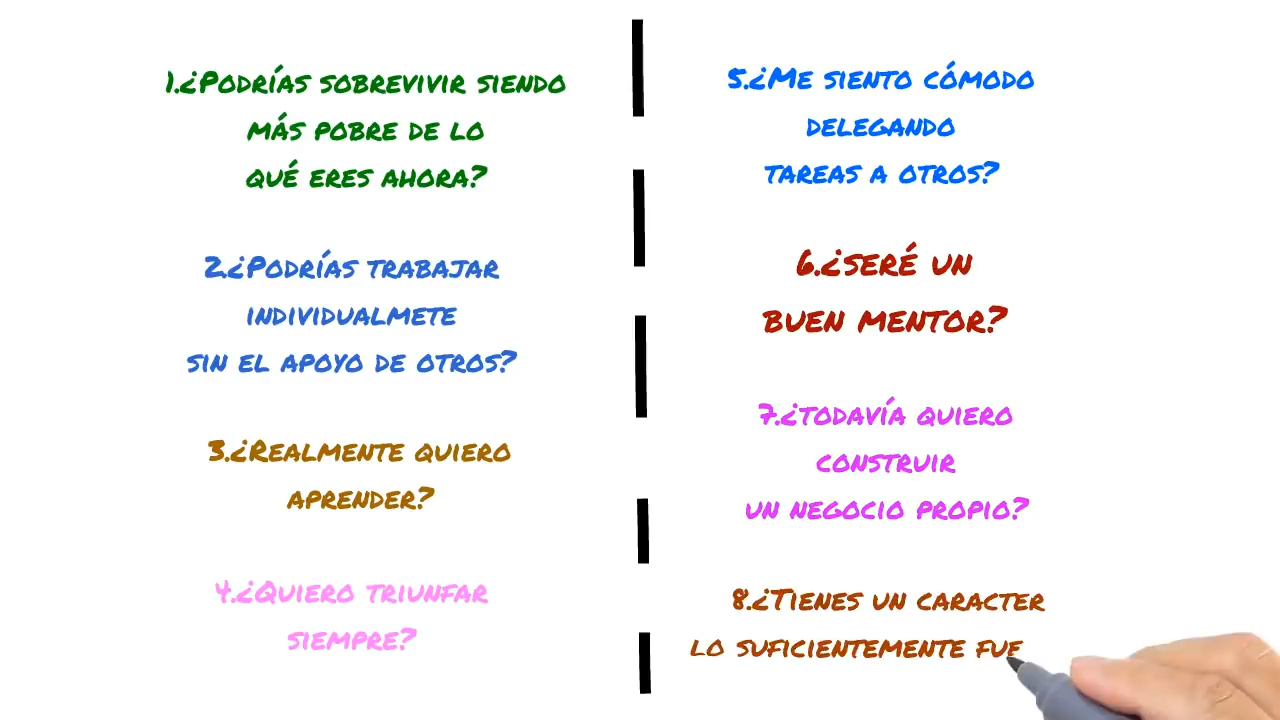 1.¿Podrías sobrevivir siendo
más pobre de lo
qué eres ahora?
2.¿Podrías trabajar
individualmete
sin el apoyo de otros?
3.¿Realmente quiero
aprender?
4.¿Quiero triunfar
siempre?
5.¿Me siento cómodo
delegando
tareas a otros?
6.¿seré un
buen mentor?
7.¿todavía quiero
construir
un negocio propio?
8.¿Tienes un caracter
lo suficientemente fue